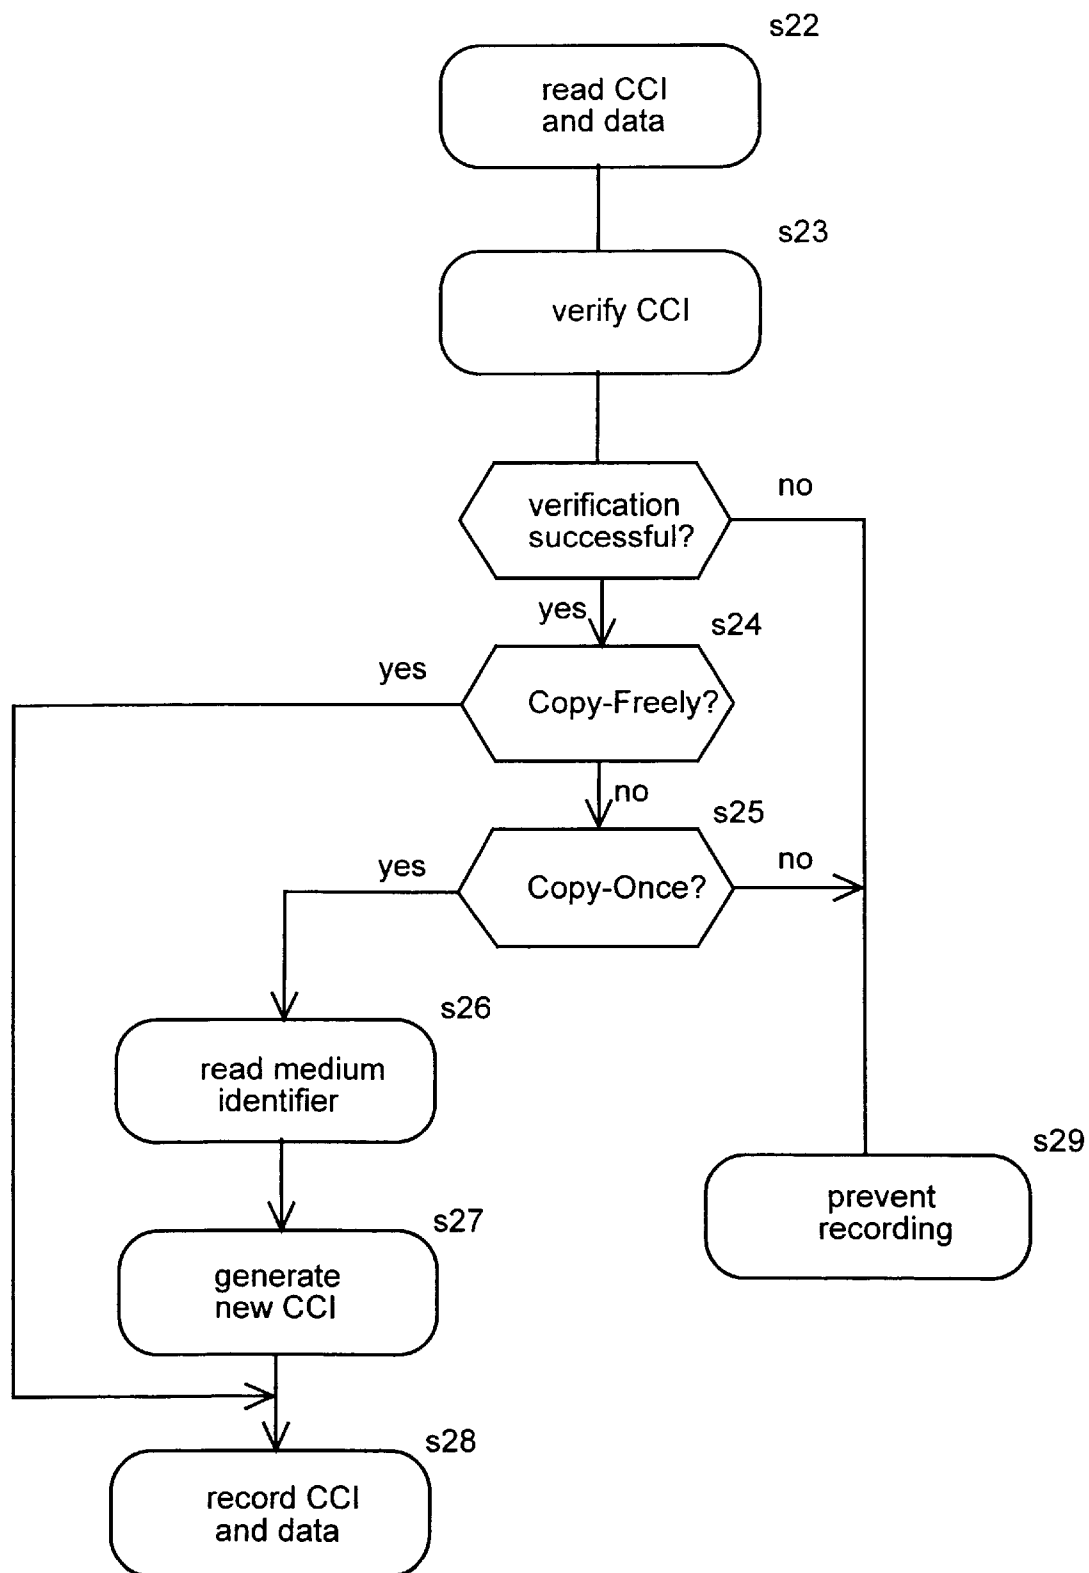 s22
read CCI
and data
s23
verify CCI
verification
successful?
no
yes
s24
yes
Copy-Freely?
no
s25
yes
Copy-Once?
no
s26
read medium
identifier
s29
prevent
recording
s27
generate
new CCI
s28
record CCI
and data